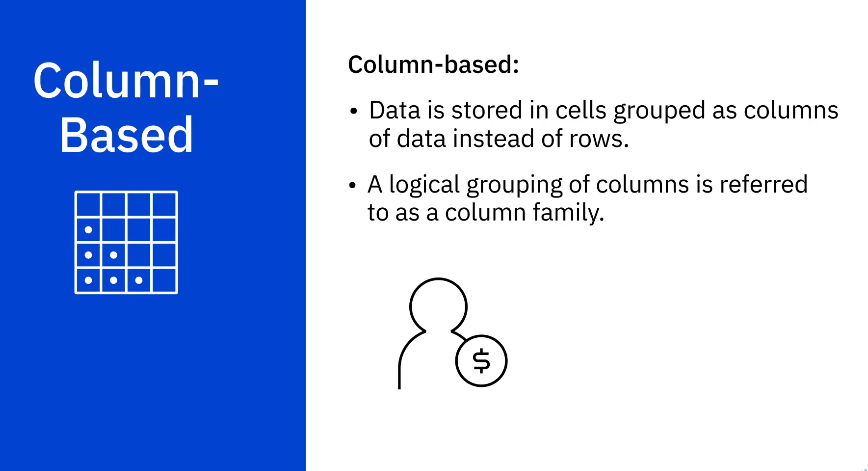 Column-
Based
Column-based:
• Data is stored in cells grouped as columns
of data instead of rows.
• A logical grouping of columns is referred
to as a column family.
$